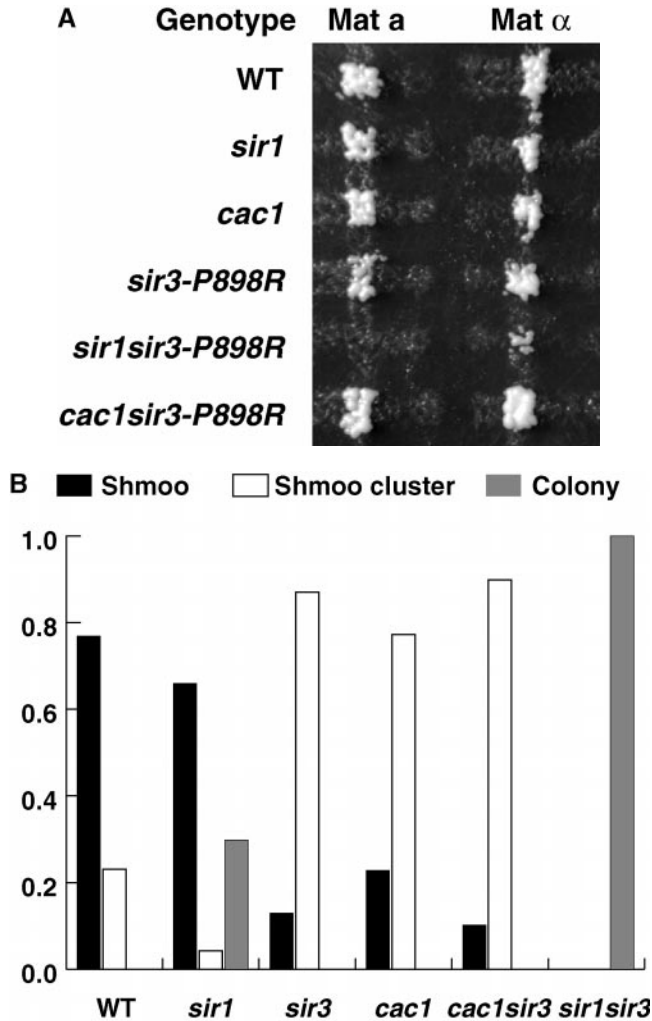 A Genotype Mat a Mat α
WT
sir1
cac1
sir3-P898R
sir1sir3-P898R
cac1sir3-P898R
B Shmoo Shmoo cluster Colony
1.0
0.8
0.6
0.4
0.2
0.0
WT sir1 sir3 cac1 cac1sir3 sir1sir3